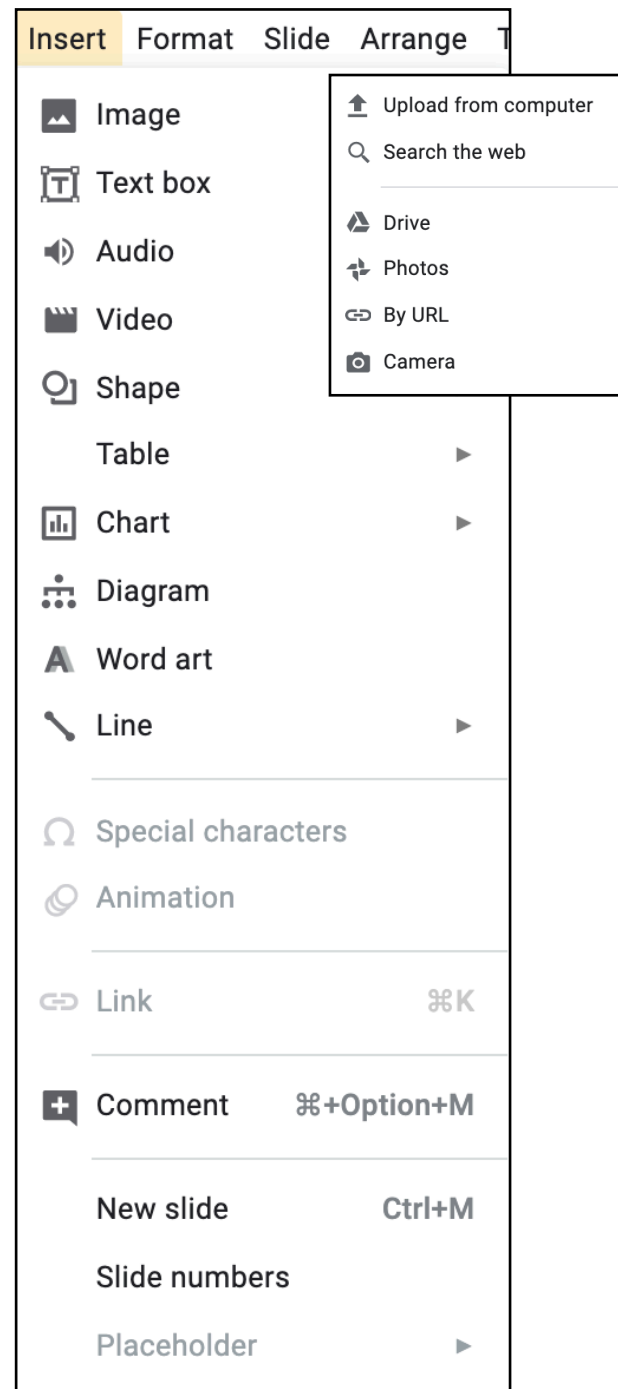 Insert Format Slide Arrange
Image
Upload from computer
Search the web
Drive
Photos
By URL
Camera
Text box
Audio
Video
Shape
Table
Chart
Diagram
Word art
Line
Special characters
Animation
Link ⌘K
Comment ⌘+Option+M
New slide Ctrl+M
Slide numbers
Placeholder